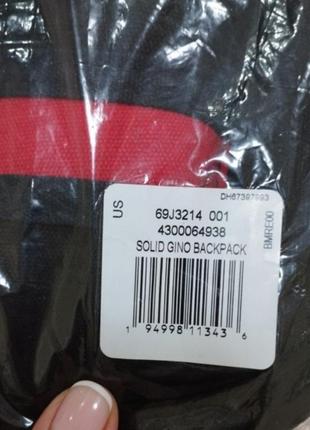 DH67397993
US
69J3214 001
4300064938
SOLID GINO BACKPACK
BMRE00
1 94998 11343 6